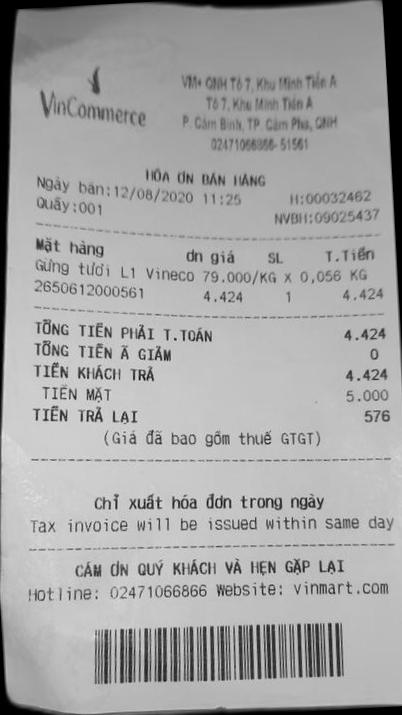 VinCommerce
VM+ QNH Tổ 7, Khu Minh Tiến A
Tổ 7, Khu Minh Tiến A
P. Cẩm Bình, TP. Cẩm Phả, QNH
02471066866- 51561
HÓA ĐƠN BÁN HÀNG
Ngày bán:12/08/2020 11:25
H:00032462
Quầy:001
NVBH:09025437
Mặt hàng đn giá SL T.Tiền
Gừng tươi L1 Vineco 79.000/KG X 0,056 KG
2650612000561 4.424 1 4.424
TỔNG TIỀN PHẢI T.TOÁN 4.424
TỔNG TIỀN Ã GIẢM 0
TIỀN KHÁCH TRẢ 4.424
TIỀN MẶT 5.000
TIỀN TRẢ LẠI 576
(Giá đã bao gồm thuế GTGT)
Chỉ xuất hóa đơn trong ngày
Tax invoice will be issued within same day
CẢM ƠN QUÝ KHÁCH VÀ HẸN GẶP LẠI
Hotline: 02471066866 Website: vinmart.com